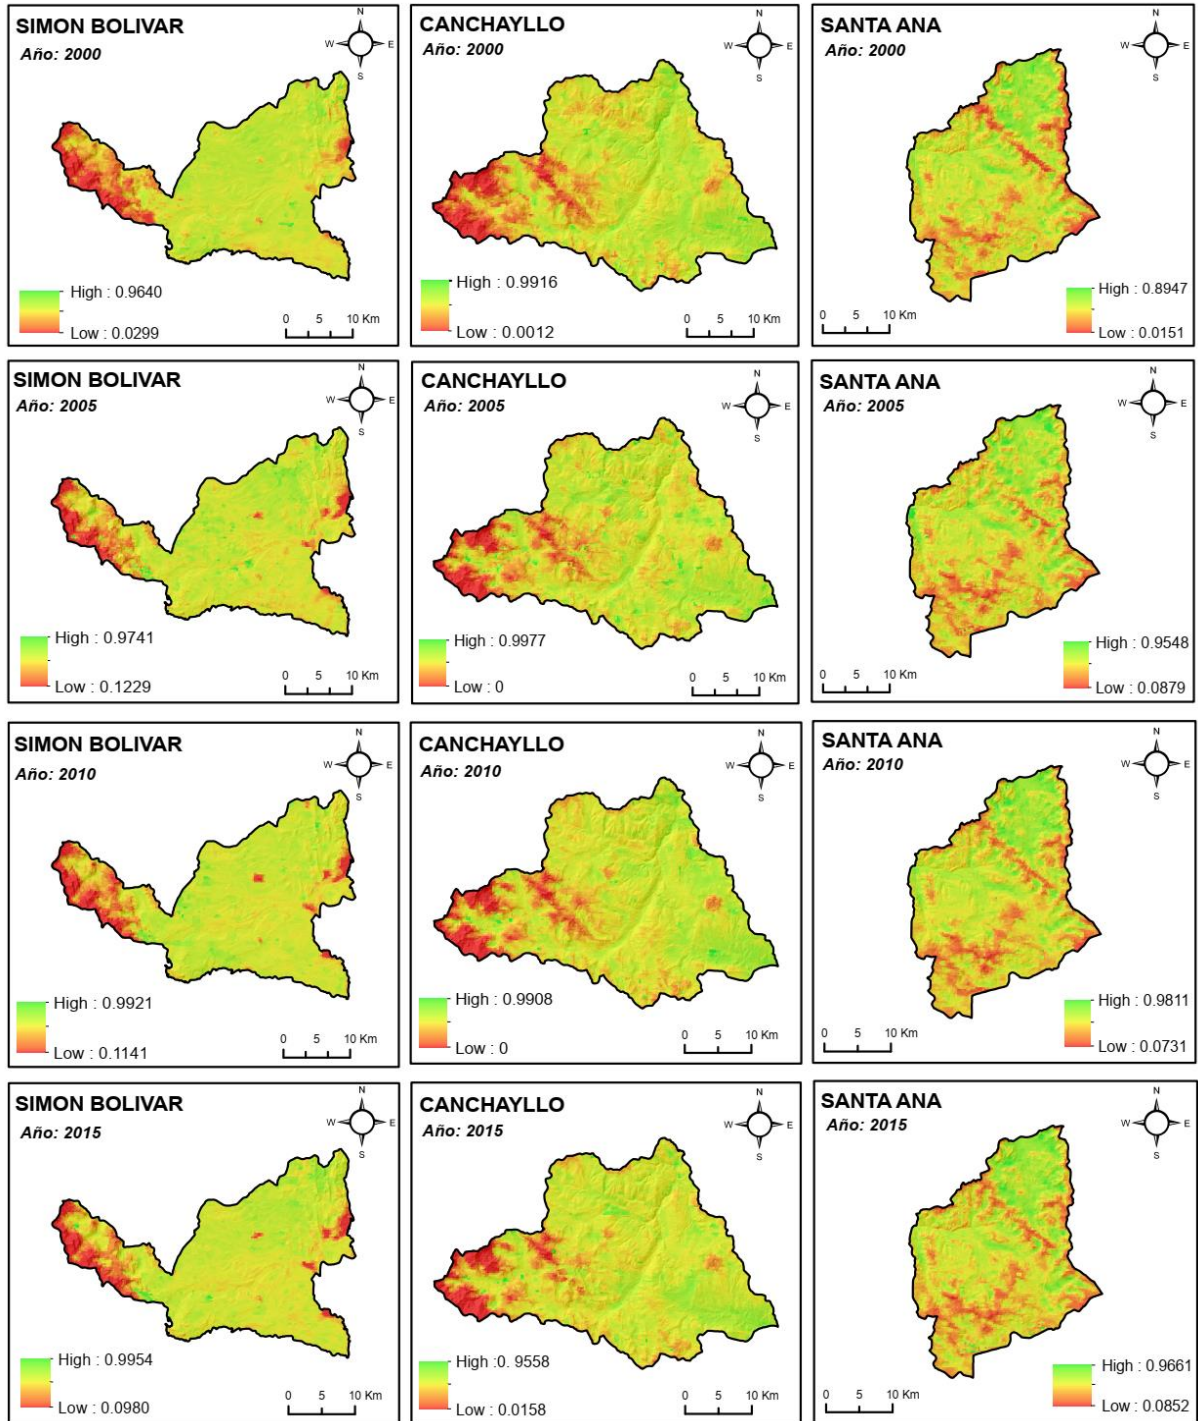 SIMON BOLIVAR
Año: 2000
N
W E
S
High : 0.9640
Low : 0.0299
0 5 10 Km
CANCHAYLLO
Año: 2000
N
W E
S
High : 0.9916
Low : 0.0012
0 5 10 Km
SANTA ANA
Año: 2000
N
W E
S
High : 0.8947
Low : 0.0151
0 5 10 Km
SIMON BOLIVAR
Año: 2005
N
W E
S
High : 0.9741
Low : 0.1229
0 5 10 Km
CANCHAYLLO
Año: 2005
N
W E
S
High : 0.9977
Low : 0
0 5 10 Km
SANTA ANA
Año: 2005
N
W E
S
High : 0.9548
Low : 0.0879
0 5 10 Km
SIMON BOLIVAR
Año: 2010
N
W E
S
High : 0.9921
Low : 0.1141
0 5 10 Km
CANCHAYLLO
Año: 2010
N
W E
S
High : 0.9908
Low : 0
0 5 10 Km
SANTA ANA
Año: 2010
N
W E
S
High : 0.9811
Low : 0.0731
0 5 10 Km
SIMON BOLIVAR
Año: 2015
N
W E
S
High : 0.9954
Low : 0.0980
0 5 10 Km
CANCHAYLLO
Año: 2015
N
W E
S
High :0. 9558
Low : 0.0158
0 5 10 Km
SANTA ANA
Año: 2015
N
W E
S
High : 0.9661
Low : 0.0852
0 5 10 Km